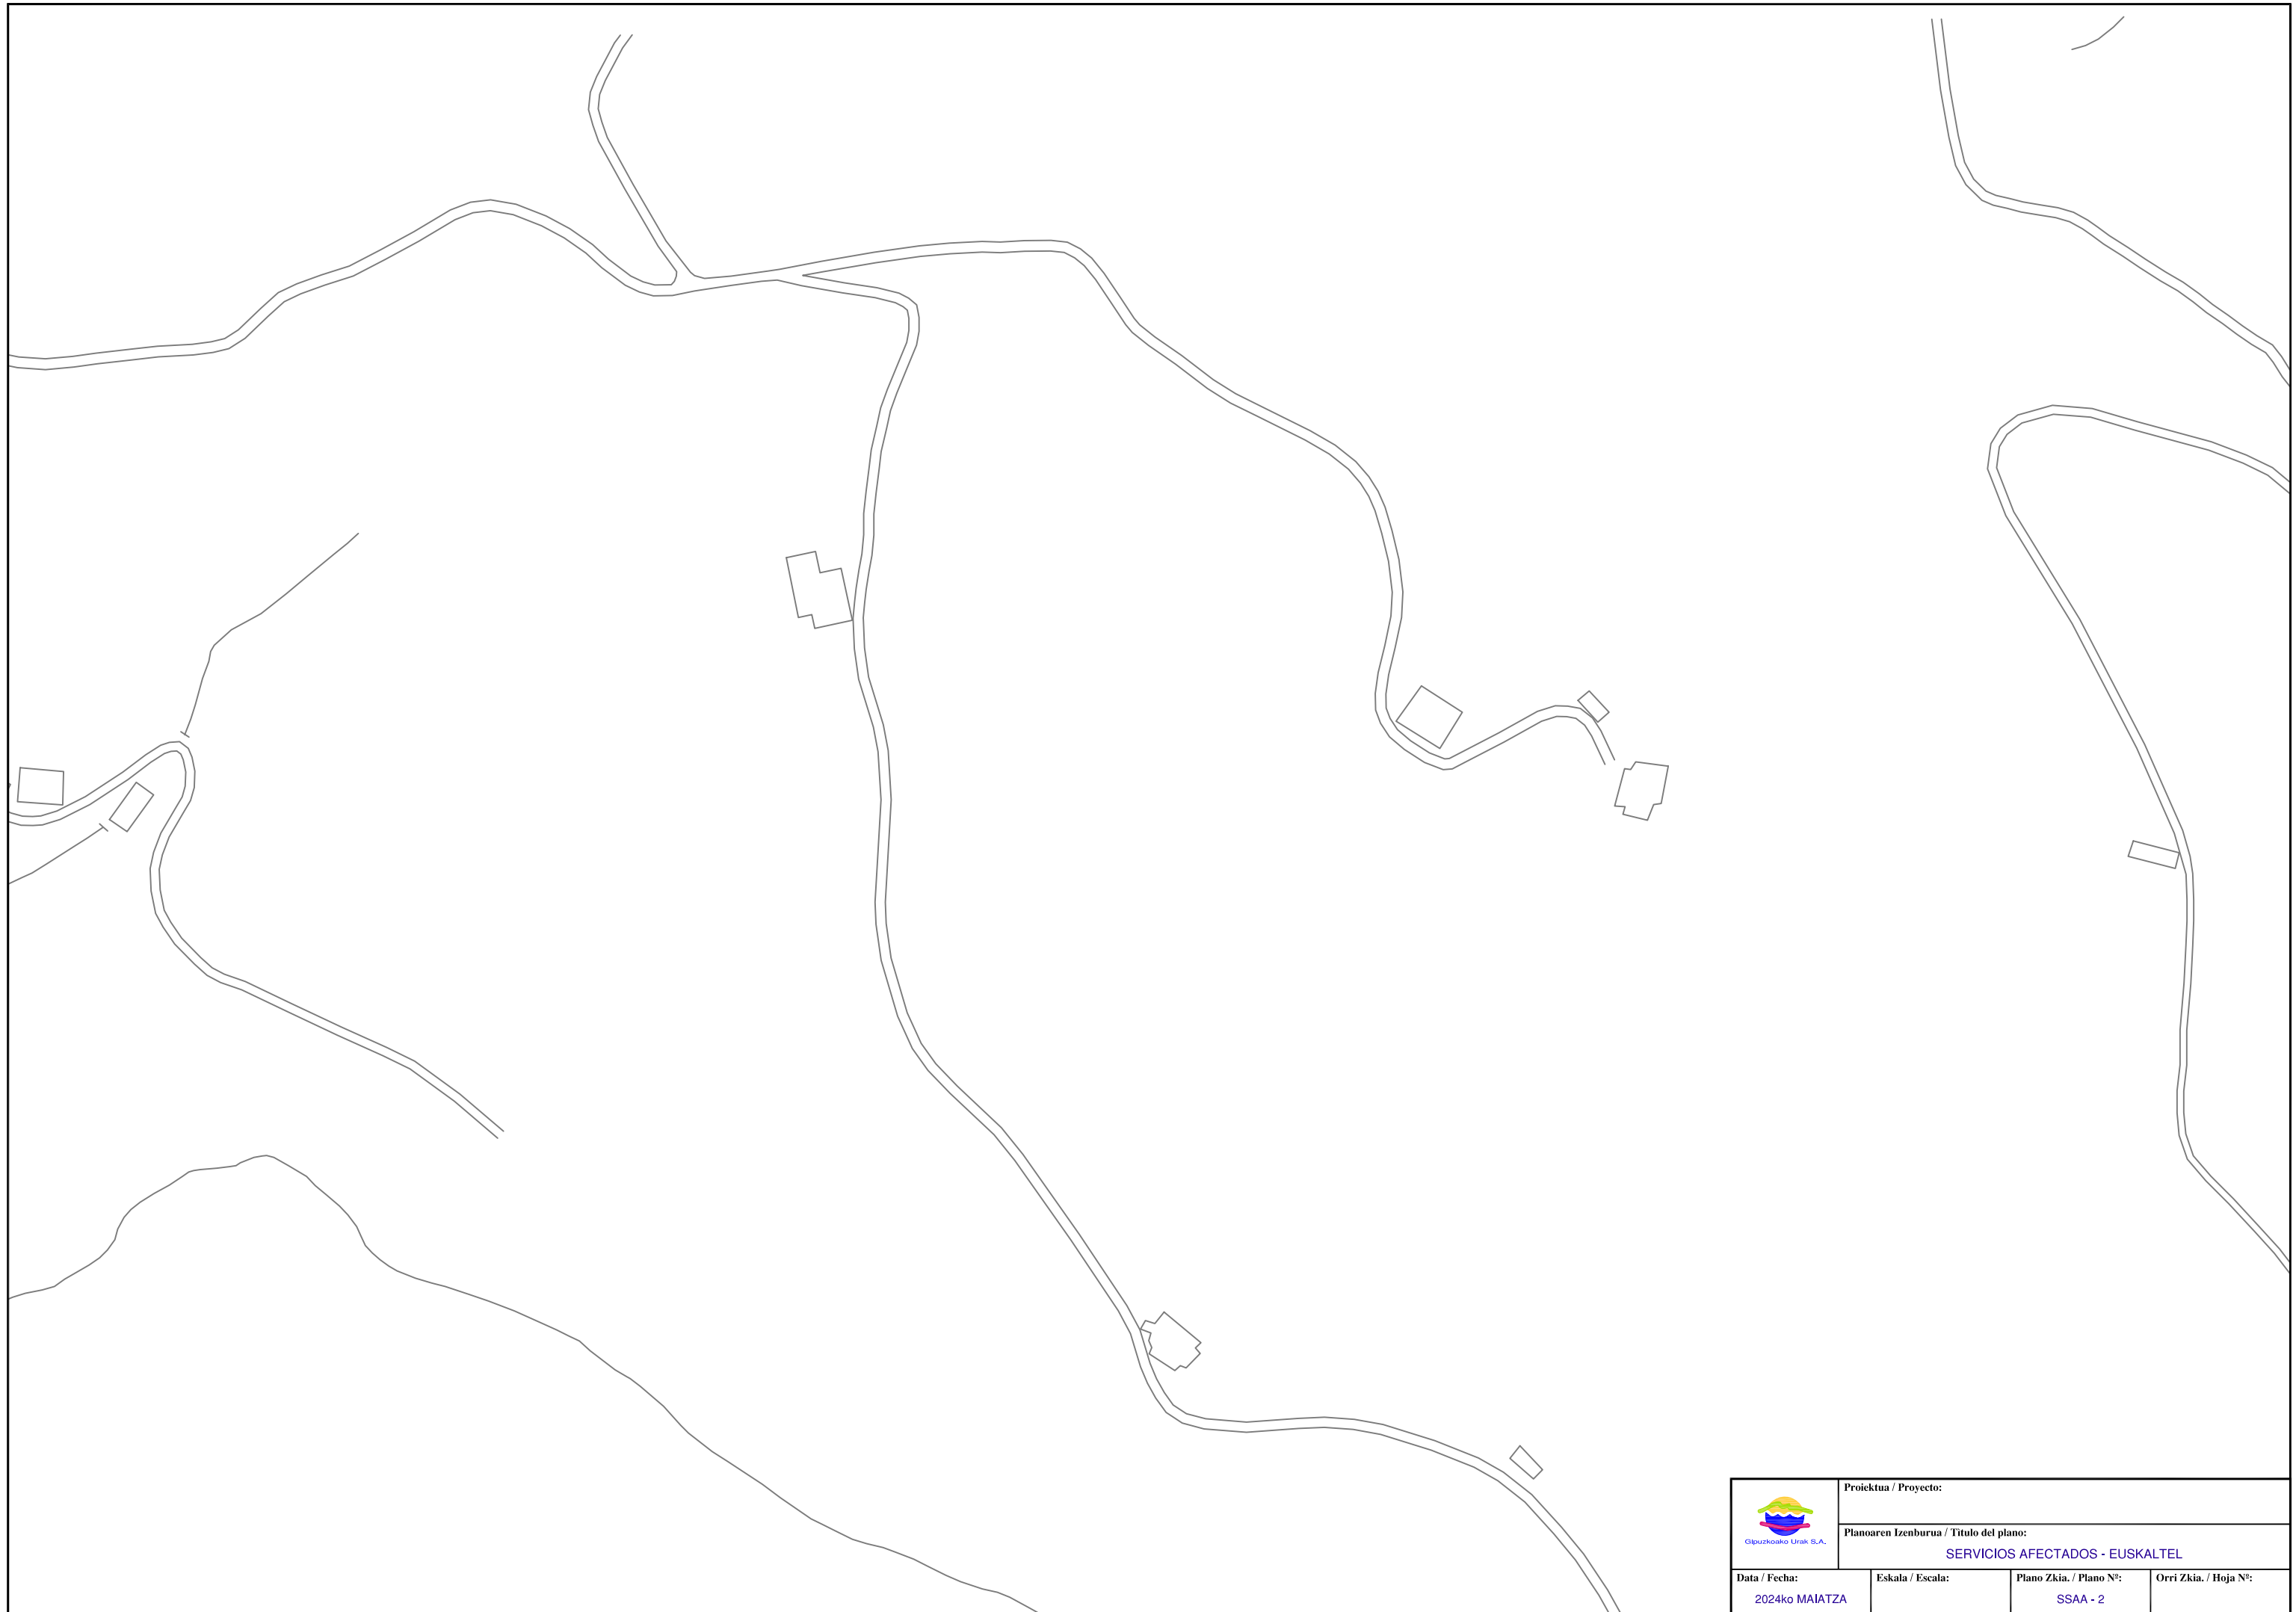 Proiektua / Proyecto:
Gipuzkoako Urak S.A.
Planoaren Izenburua / Titulo del plano:
SERVICIOS AFECTADOS - EUSKALTEL
Data / Fecha:
2024ko MAIATZA
Eskala / Escala:
Plano Zkia. / Plano Nº:
SSAA - 2
Orri Zkia. / Hoja Nº: